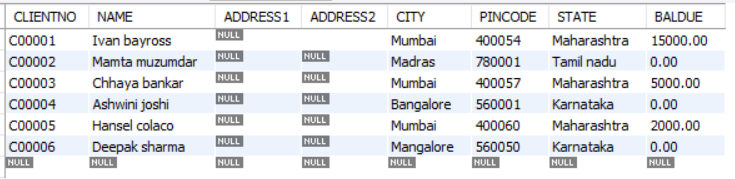 CLIENTNO NAME ADDRESS1 ADDRESS2 CITY PINCODE STATE BALDUE
C00001 Ivan bayross NULL Mumbai 400054 Maharashtra 15000.00
C00002 Mamta muzumdar NULL NULL Madras 780001 Tamil nadu 0.00
C00003 Chhaya bankar NULL NULL Mumbai 400057 Maharashtra 5000.00
C00004 Ashwini joshi NULL NULL Bangalore 560001 Karnataka 0.00
C00005 Hansel colaco NULL NULL Mumbai 400060 Maharashtra 2000.00
C00006 Deepak sharma NULL NULL Mangalore 560050 Karnataka 0.00
NULL NULL NULL NULL NULL NULL NULL NULL